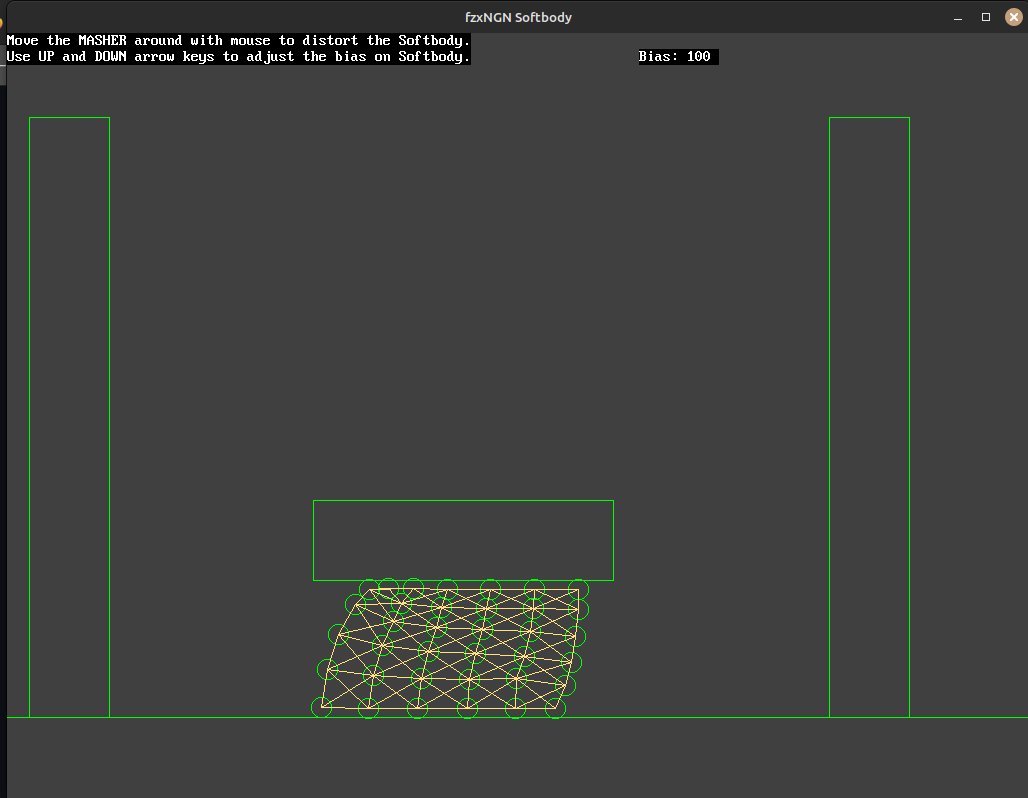 fzxNGN Softbody
Move the MASHER around with mouse to distort the Softbody.
Use UP and DOWN arrow keys to adjust the bias on Softbody.
Bias: 100